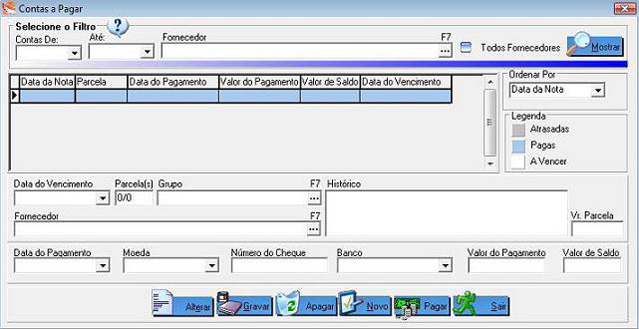 Contas a Pagar
Selecione o Filtro
Contas De: Até: Fornecedor F7
Todos Fornecedores Mostrar
Data da Nota Parcela Data do Pagamento Valor do Pagamento Valor de Saldo Data do Vencimento
Ordenar Por
Data da Nota
Legenda
Atrasadas
Pagas
A Vencer
Data do Vencimento Parcela(s) Grupo F7 Histórico
0/0
Fornecedor F7 Vr. Parcela
Data do Pagamento Moeda Número do Cheque Banco Valor do Pagamento Valor de Saldo
Alterar Gravar Apagar Novo Pagar Sair